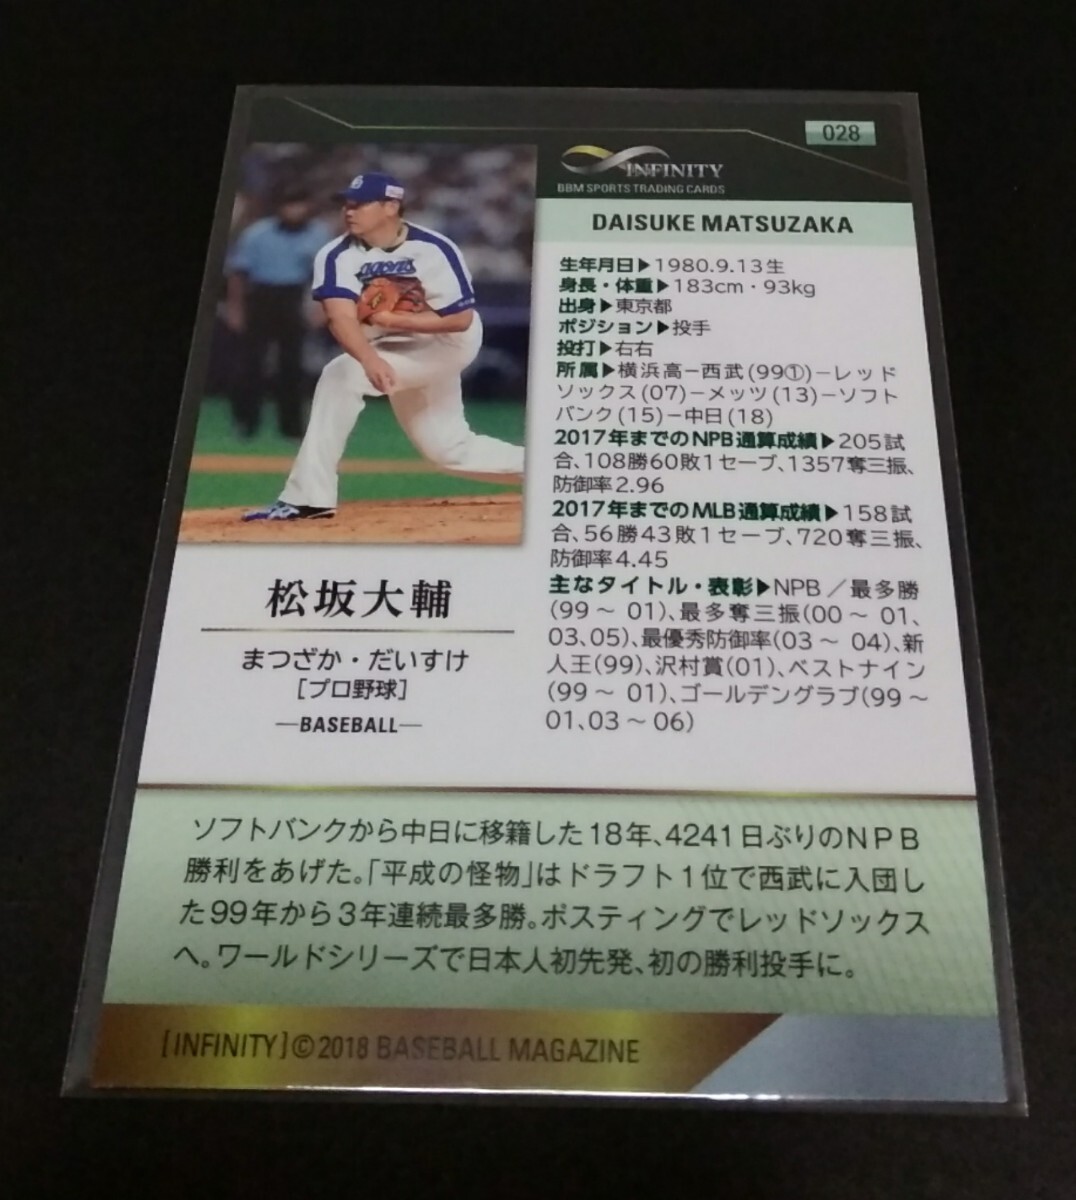 028
INFINITY
BBM SPORTS TRADING CARDS
DAISUKE MATSUZAKA
生年月日▶1980.9.13生
身長・体重▶183cm・93kg
出身▶東京都
ポジション▶投手
投打▶右右
所属▶横浜高−西武(99①)−レッド
ソックス(07)−メッツ(13)−ソフト
バンク(15)−中日(18)
2017年までのNPB通算成績▶205試
合、108勝60敗1セーブ、1357奪三振、
防御率2.96
2017年までのMLB通算成績▶158試
合、56勝43敗1セーブ、720奪三振、
防御率4.45
主なタイトル・表彰▶NPB／最多勝
(99～01)、最多奪三振(00～01、
03、05)、最優秀防御率(03～04)、新
人王(99)、沢村賞(01)、ベストナイン
(99～01)、ゴールデングラブ(99～
01、03～06)
松坂大輔
まつざか・だいすけ
[プロ野球]
—BASEBALL—
ソフトバンクから中日に移籍した18年、4241日ぶりのNPB
勝利をあげた。「平成の怪物」はドラフト1位で西武に入団し
た99年から3年連続最多勝。ポスティングでレッドソックス
へ。ワールドシリーズで日本人初先発、初の勝利投手に。
[INFINITY]©2018 BASEBALL MAGAZINE